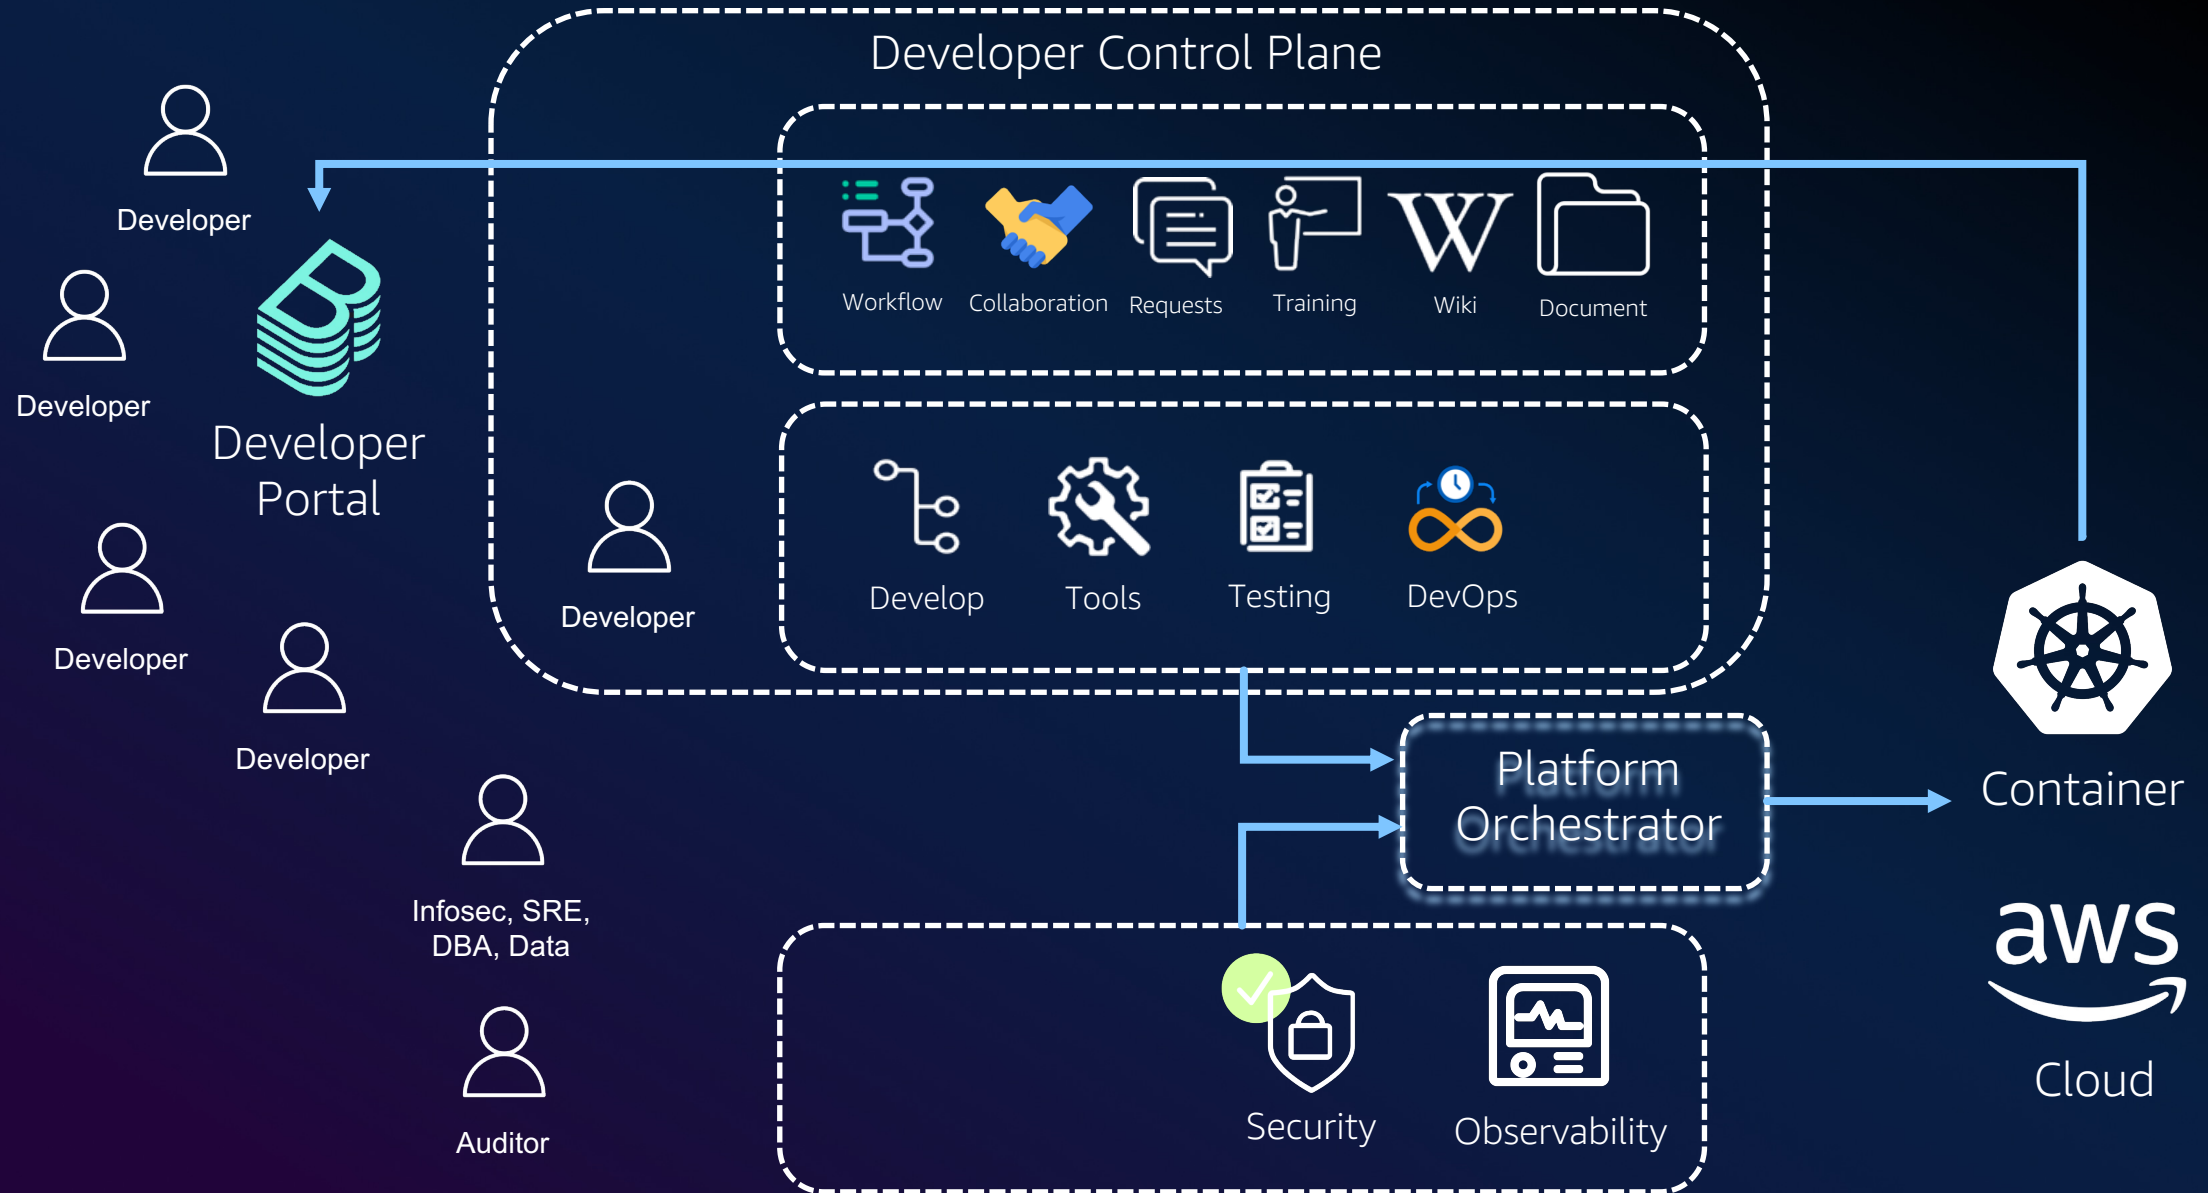 Developer Control Plane
Developer
Workflow
Collaboration
Requests
Training
Wiki
Document
Developer
Developer
Portal
Developer
Develop
Tools
Testing
DevOps
Developer
Developer
Developer
Platform
Orchestrator
Container
Infosec, SRE,
DBA, Data
aws
Cloud
Security
Observability
Auditor